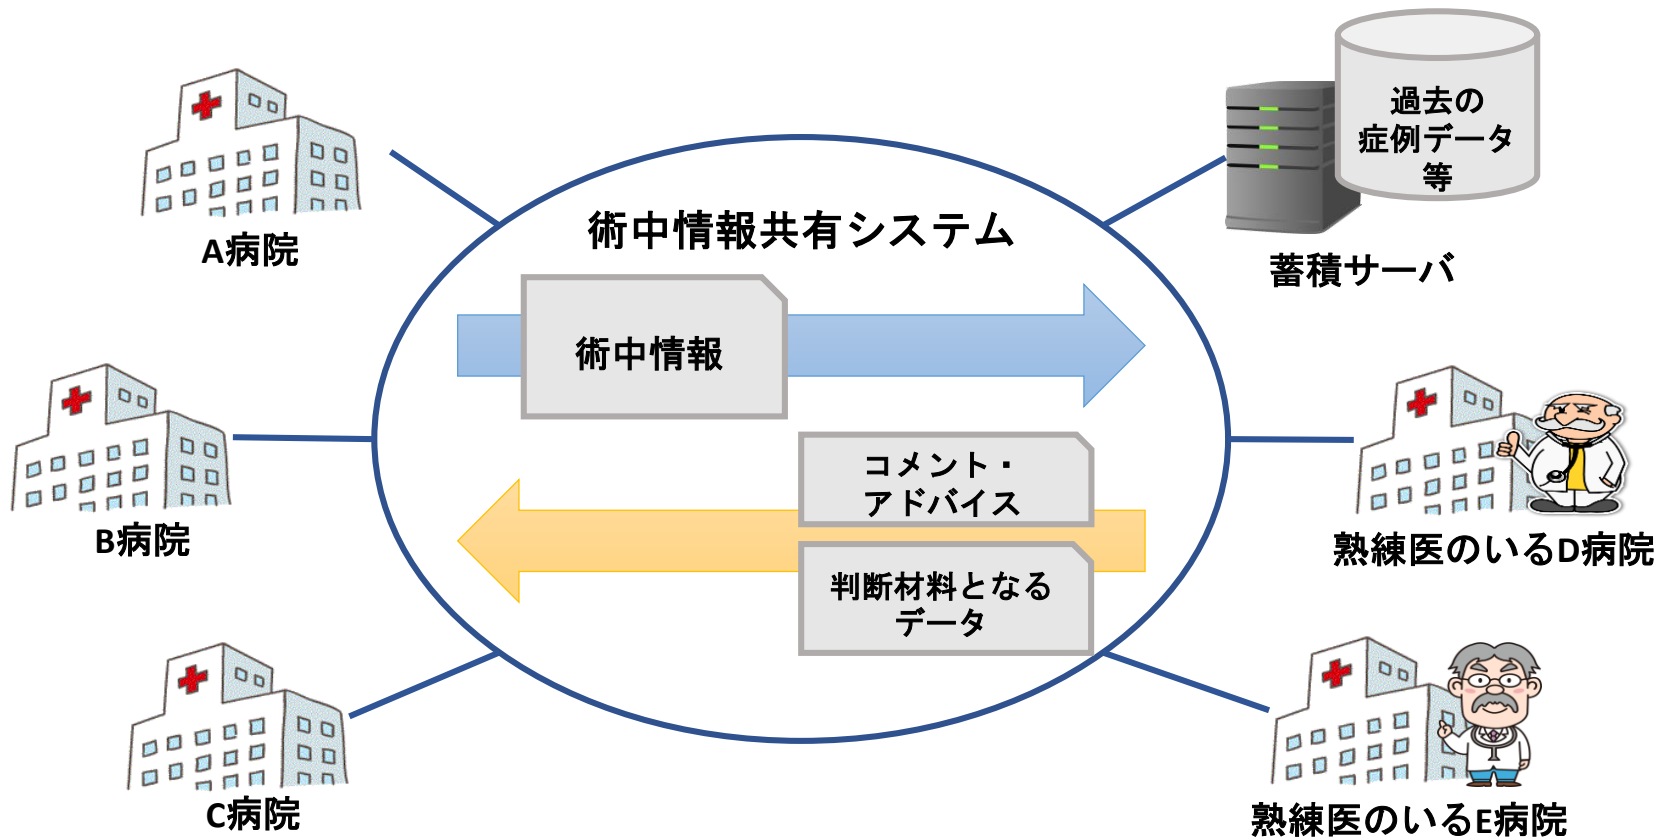 過去の
症例データ
等
蓄積サーバ
A病院
術中情報共有システム
術中情報
B病院
コメント・
アドバイス
判断材料となる
データ
熟練医のいるD病院
C病院
熟練医のいるE病院